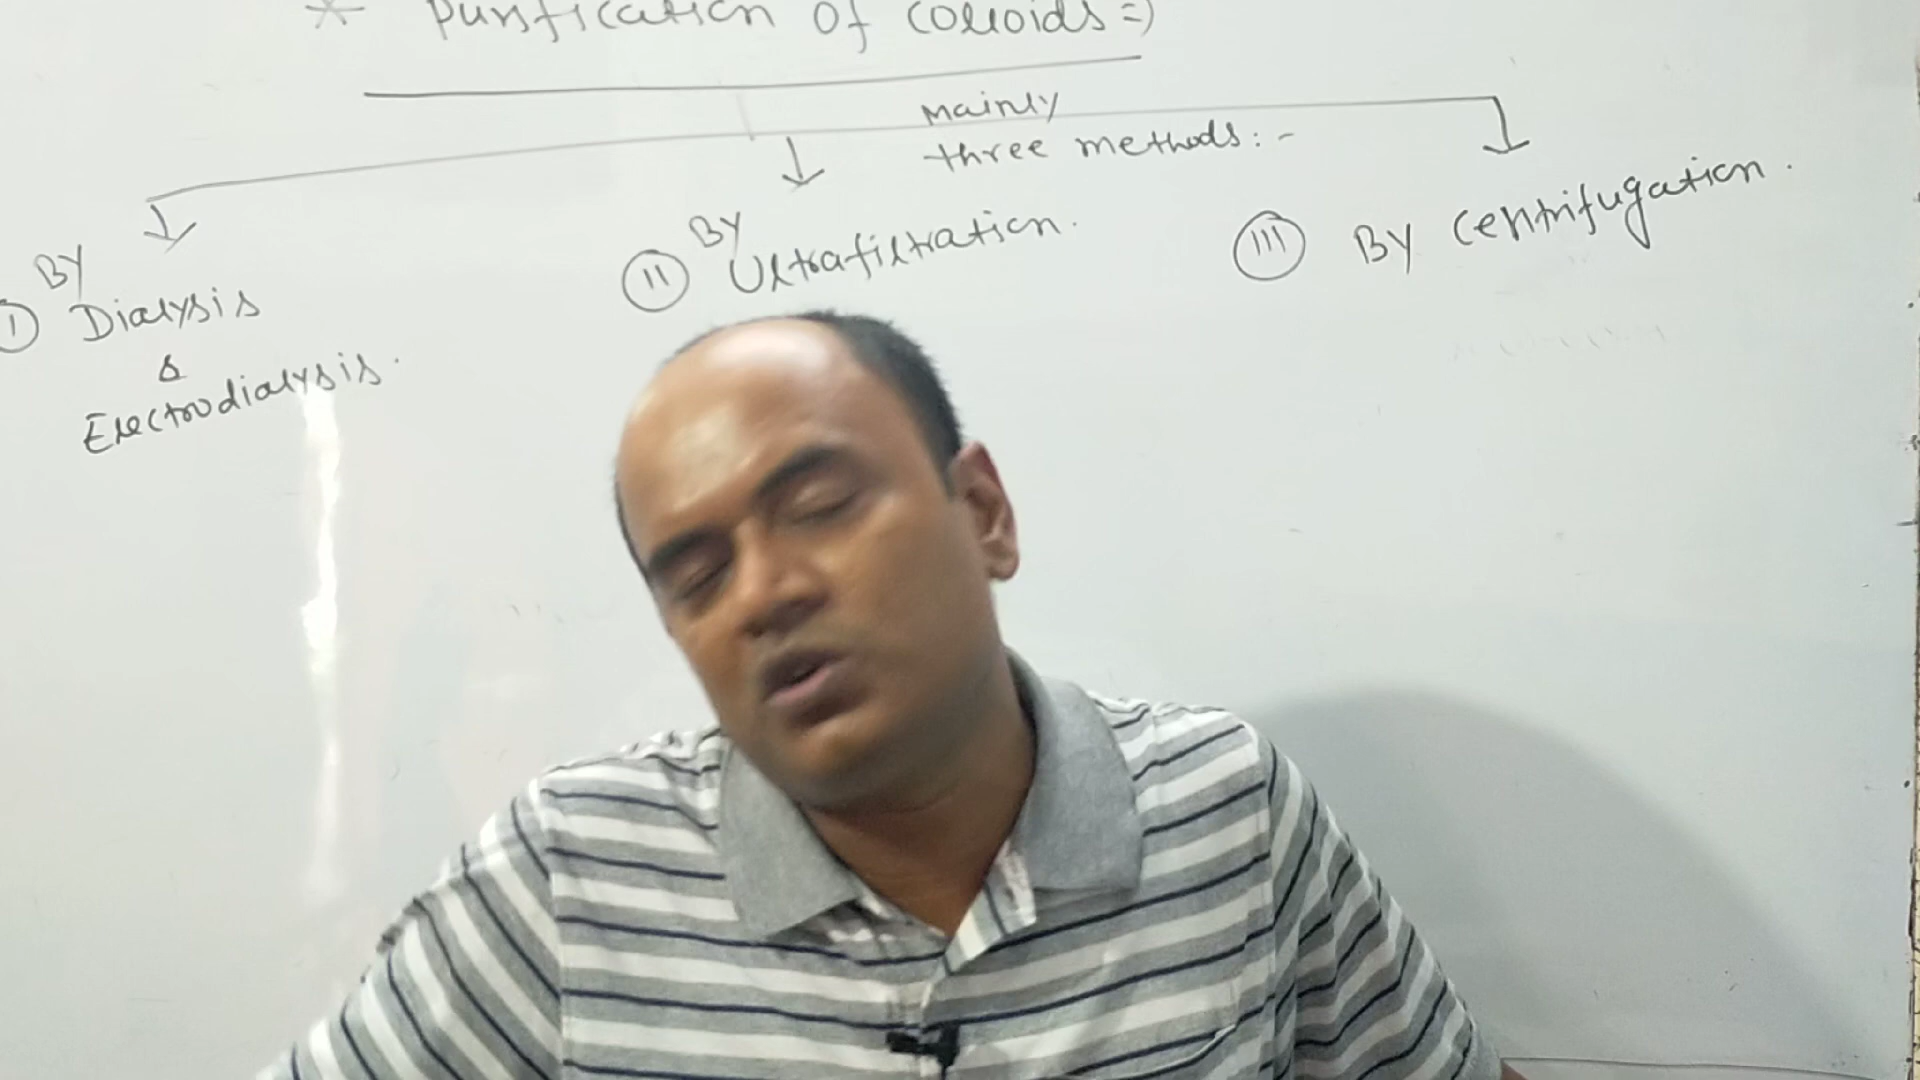 * Purification of colloids =)
Mainly
three methods:-
I By
Dialysis
&
Electrodialysis.
II By
Ultrafiltration.
III By Centrifugation.